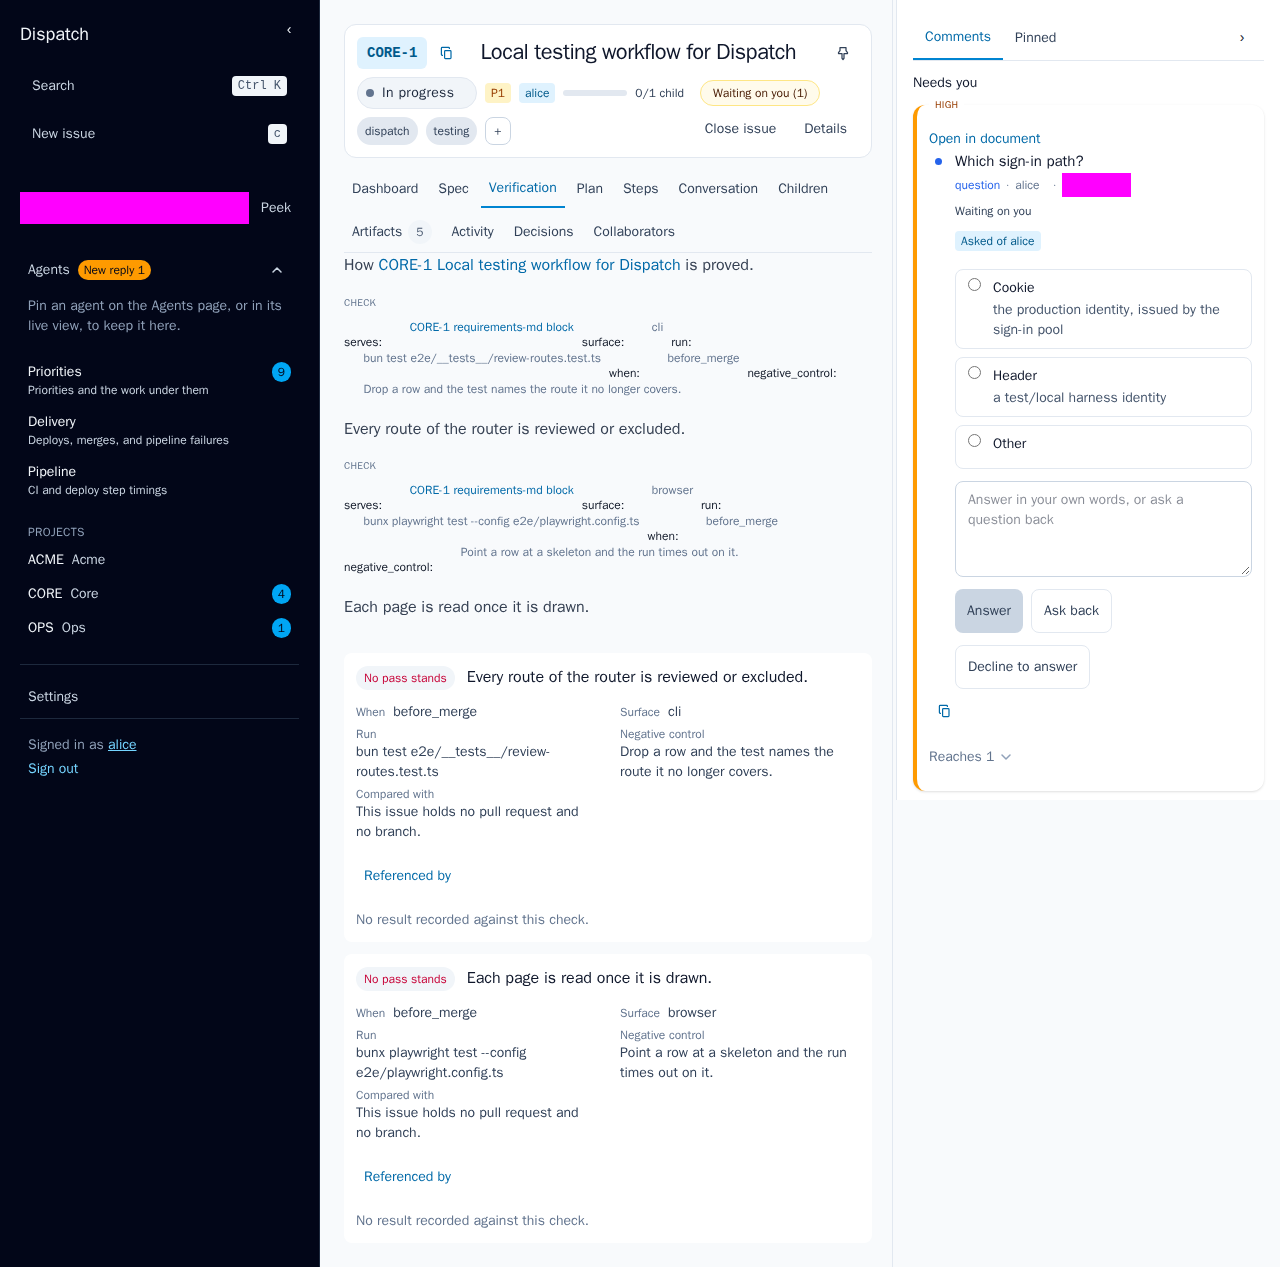 Dispatch
Search
Ctrl K
New issue
C
Peek
Agents
New reply 1
Pin an agent on the Agents page, or in its
live view, to keep it here.
Priorities
9
Priorities and the work under them
Delivery
Deploys, merges, and pipeline failures
Pipeline
CI and deploy step timings
PROJECTS
ACME Acme
CORE Core
4
OPS Ops
1
Settings
Signed in as alice
Sign out
CORE-1
Local testing workflow for Dispatch
In progress
P1
alice
0/1 child
Waiting on you (1)
dispatch
testing
+
Close issue
Details
Dashboard
Spec
Verification
Plan
Steps
Conversation
Children
Artifacts 5
Activity
Decisions
Collaborators
How CORE-1 Local testing workflow for Dispatch is proved.
CHECK
CORE-1 requirements-md block
cli
serves:
surface:
run:
bun test e2e/__tests__/review-routes.test.ts
before_merge
when:
negative_control:
Drop a row and the test names the route it no longer covers.
Every route of the router is reviewed or excluded.
CHECK
CORE-1 requirements-md block
browser
serves:
surface:
run:
bunx playwright test --config e2e/playwright.config.ts
before_merge
when:
Point a row at a skeleton and the run times out on it.
negative_control:
Each page is read once it is drawn.
No pass stands
Every route of the router is reviewed or excluded.
When before_merge
Surface cli
Run
bun test e2e/__tests__/review-
routes.test.ts
Negative control
Drop a row and the test names the
route it no longer covers.
Compared with
This issue holds no pull request and
no branch.
Referenced by
No result recorded against this check.
No pass stands
Each page is read once it is drawn.
When before_merge
Surface browser
Run
bunx playwright test --config
e2e/playwright.config.ts
Negative control
Point a row at a skeleton and the run
times out on it.
Compared with
This issue holds no pull request and
no branch.
Referenced by
No result recorded against this check.
Comments
Pinned
Needs you
HIGH
Open in document
Which sign-in path?
question · alice ·
Waiting on you
Asked of alice
Cookie
the production identity, issued by the
sign-in pool
Header
a test/local harness identity
Other
Answer in your own words, or ask a
question back
Answer
Ask back
Decline to answer
Reaches 1